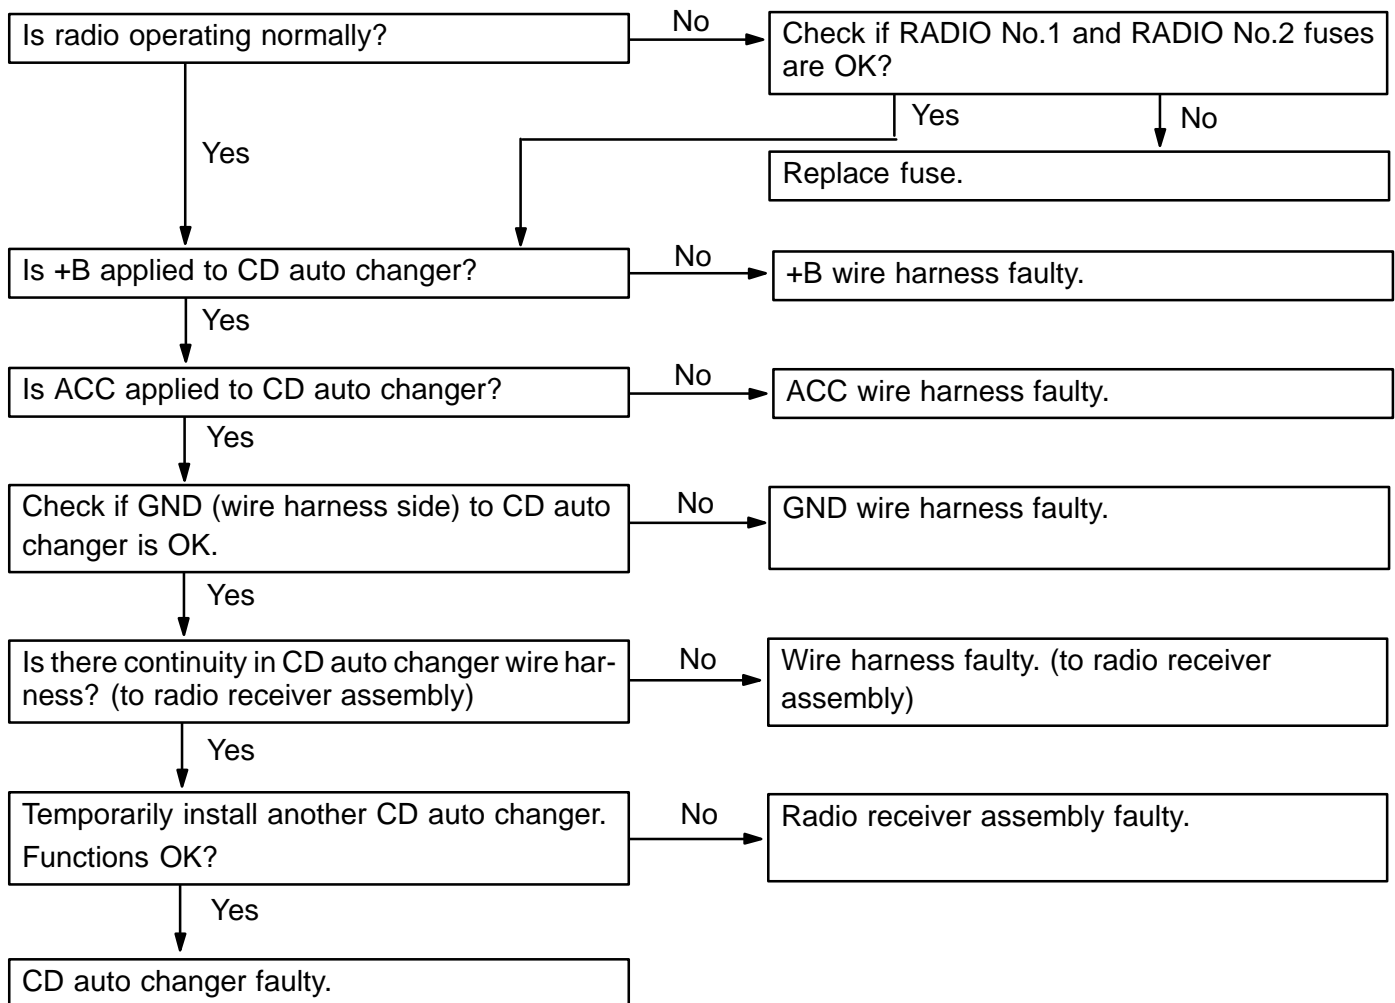 Is radio operating normally?
No
Check if RADIO No.1 and RADIO No.2 fuses
are OK?
Yes
No
Yes
Replace fuse.
Is +B applied to CD auto changer?
No
+B wire harness faulty.
Yes
Is ACC applied to CD auto changer?
No
ACC wire harness faulty.
Yes
Check if GND (wire harness side) to CD auto
changer is OK.
No
GND wire harness faulty.
Yes
Is there continuity in CD auto changer wire har-
ness? (to radio receiver assembly)
No
Wire harness faulty. (to radio receiver
assembly)
Yes
Temporarily install another CD auto changer.
Functions OK?
No
Radio receiver assembly faulty.
Yes
CD auto changer faulty.